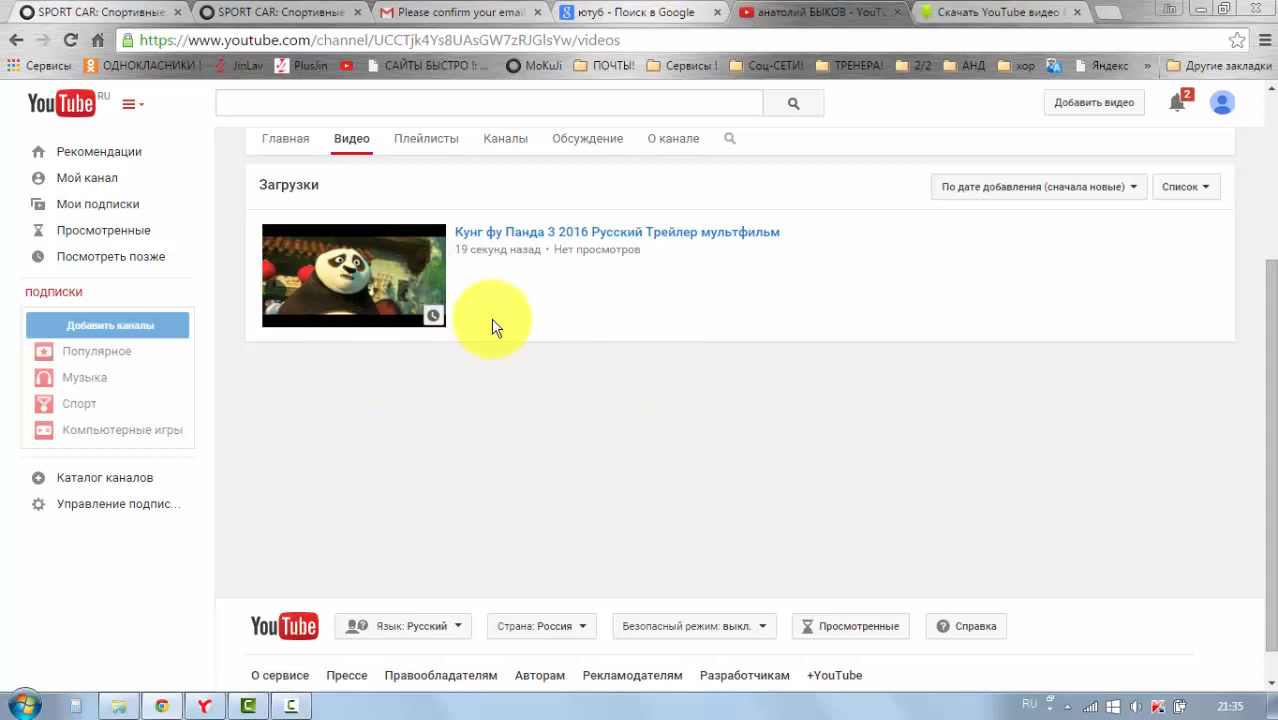 SPORT CAR: Спортивные
SPORT CAR: Спортивные
Please confirm your email
ютуб - Поиск в Google
анатолий БЫКОВ - YouT
Скачать YouTube видео
https://www.youtube.com/channel/UCCTjk4Ys8UAsGW7zRJGlsYw/videos
Сервисы ОДНОКЛАСНИКИ JinLav PlusJin САЙТЫ БЫСТРО !:... MoKuJi ПОЧТЫ! Сервисы ! Соц-СЕТИ! ТРЕНЕРА! 2/2 АНД хор Яндекс » Другие закладки
YouTube RU
Добавить видео
2
Главная Видео Плейлисты Каналы Обсуждение О канале
Рекомендации
Мой канал
Мои подписки
Просмотренные
Посмотреть позже
ПОДПИСКИ
Добавить каналы
Популярное
Музыка
Спорт
Компьютерные игры
Каталог каналов
Управление подпис...
Загрузки
По дате добавления (сначала новые)
Список
Кунг фу Панда 3 2016 Русский Трейлер мультфильм
19 секунд назад • Нет просмотров
YouTube
Язык: Русский
Страна: Россия
Безопасный режим: выкл.
Просмотренные
Справка
О сервисе Прессе Правообладателям Авторам Рекламодателям Разработчикам +YouTube
RU
21:35